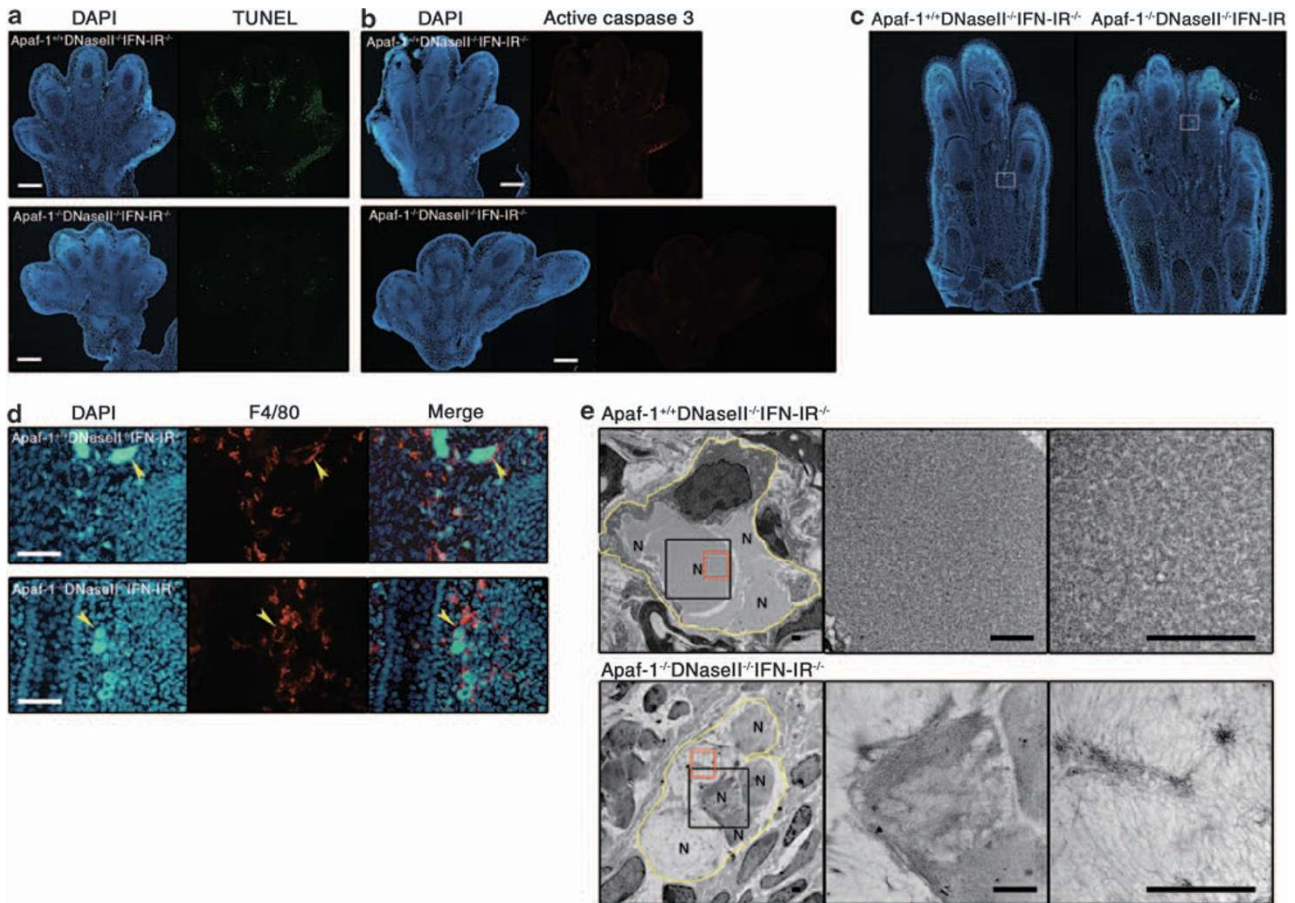 a
DAPI TUNEL
Apaf-1+/+DNaseII-/-IFN-IR-/-
Apaf-1-/-DNaseII-/-IFN-IR-/-
b
DAPI Active caspase 3
Apaf-1+/+DNaseII-/-IFN-IR-/-
Apaf-1-/-DNaseII-/-IFN-IR-/-
c
Apaf-1+/+DNaseII-/-IFN-IR-/- Apaf-1-/-DNaseII-/-IFN-IR
d
DAPI F4/80 Merge
Apaf-1+/+DNaseII-/-IFN-IR-/-
Apaf-1-/-DNaseII-/-IFN-IR-/-
e
Apaf-1+/+DNaseII-/-IFN-IR-/-
N N
N
N
Apaf-1-/-DNaseII-/-IFN-IR-/-
N
N
N
N
N